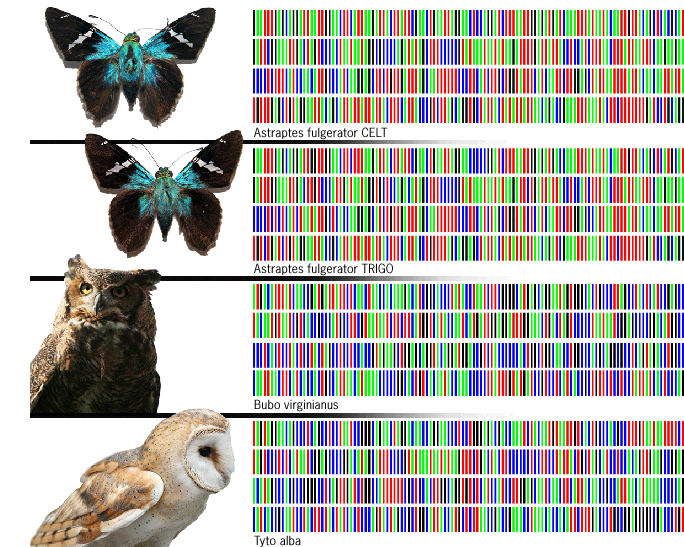 Astraptes fulgerator CELT
Astraptes fulgerator TRIGO
Bubo virginianus
Tyto alba